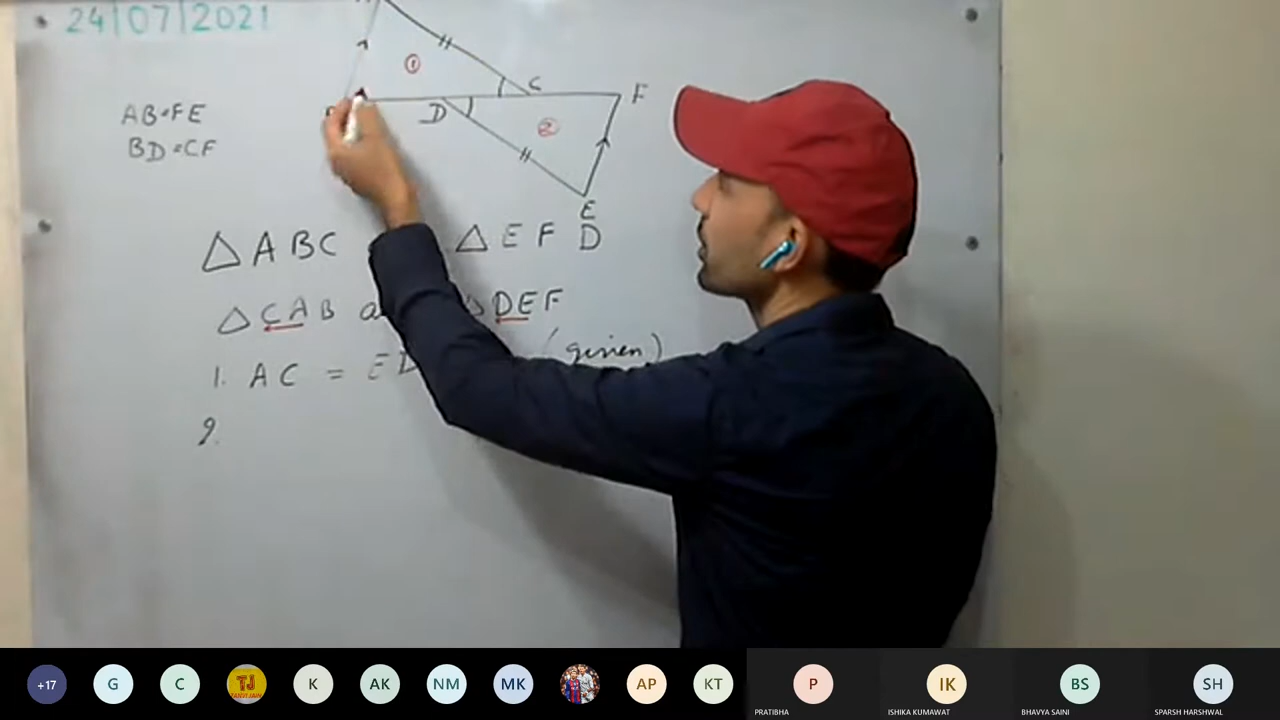 24/07/2021
①
C
F
D
②
E
AB=FE
BD=CF
△ABC △EFD
△CAB △DEF
1. AC = ED (given)
2.
+17
G
C
TJ
K
AK
NM
MK
AP
KT
P
IK
BS
SH
PRATIBHA
ISHIKA KUMAWAT
BHAVYA SAINI
SPARSH HARSHWAL